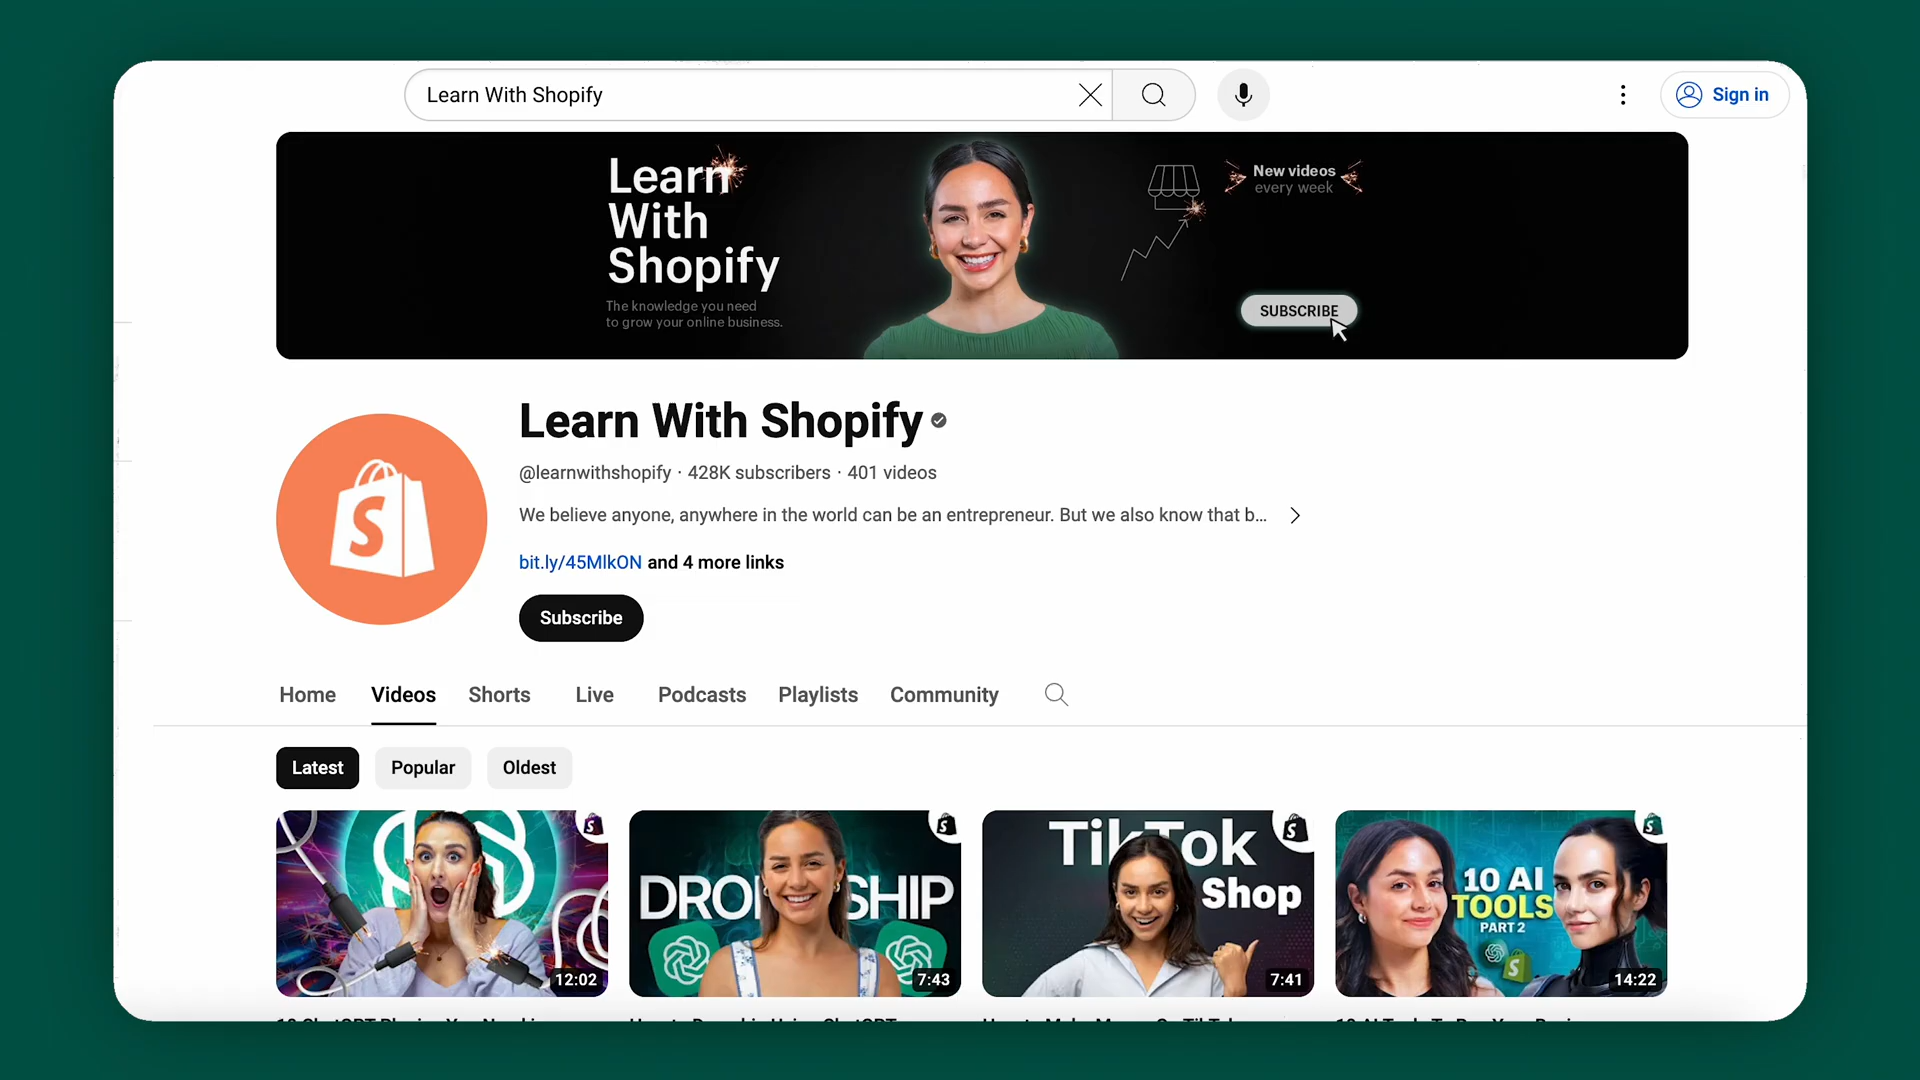 Learn With Shopify
Sign in
Learn
With
Shopify
The knowledge you need
to grow your online business.
New videos
every week
SUBSCRIBE
S
Learn With Shopify
@learnwithshopify · 428K subscribers · 401 videos
We believe anyone, anywhere in the world can be an entrepreneur. But we also know that b...
bit.ly/45MlkON and 4 more links
Subscribe
Home Videos Shorts Live Podcasts Playlists Community
Latest Popular Oldest
S
12:02
S
7:43
TikTok
Shop
S
7:41
10 AI
TOOLS
PART 2
S
S
14:22